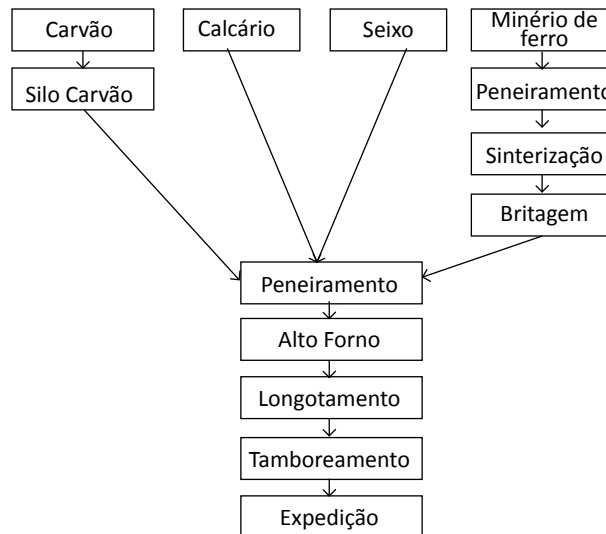 Carvão
Calcário
Seixo
Minério de
ferro
Silo Carvão
Peneiramento
Sinterização
Britagem
Peneiramento
Alto Forno
Longotamento
Tamboreamento
Expedição